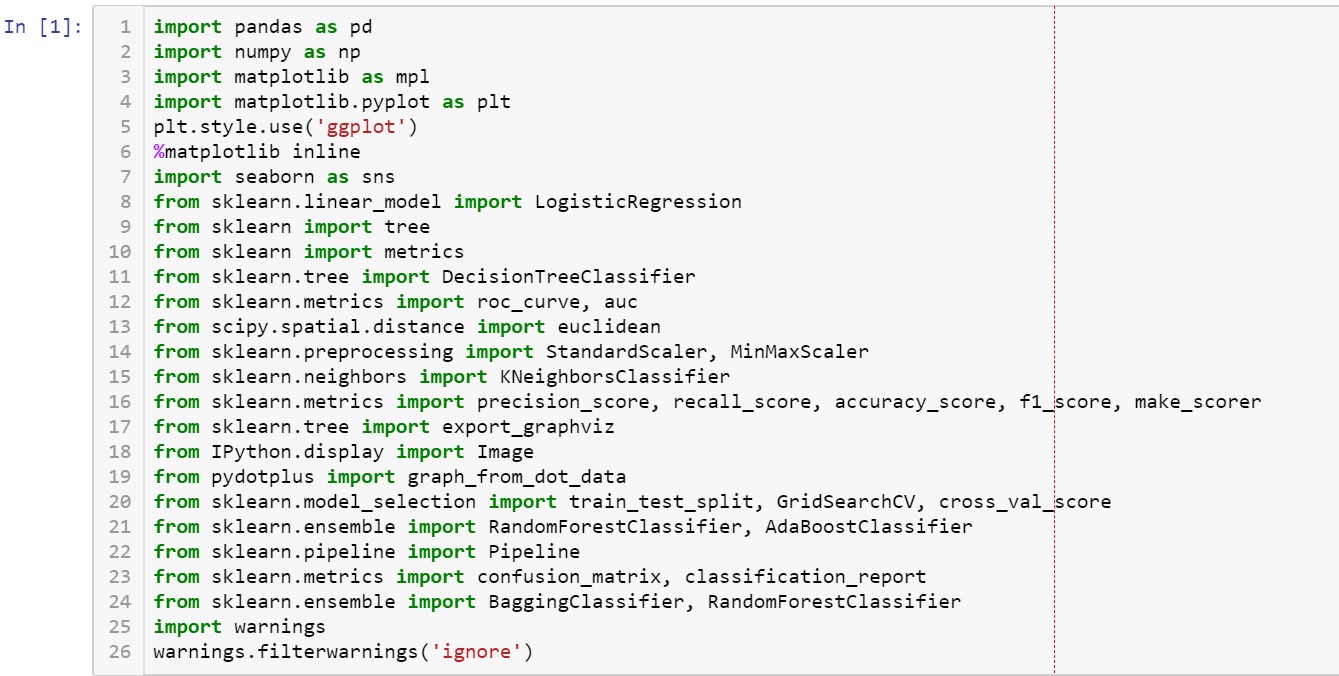 In [1]:
1 import pandas as pd
2 import numpy as np
3 import matplotlib as mpl
4 import matplotlib.pyplot as plt
5 plt.style.use('ggplot')
6 %matplotlib inline
7 import seaborn as sns
8 from sklearn.linear_model import LogisticRegression
9 from sklearn import tree
10 from sklearn import metrics
11 from sklearn.tree import DecisionTreeClassifier
12 from sklearn.metrics import roc_curve, auc
13 from scipy.spatial.distance import euclidean
14 from sklearn.preprocessing import StandardScaler, MinMaxScaler
15 from sklearn.neighbors import KNeighborsClassifier
16 from sklearn.metrics import precision_score, recall_score, accuracy_score, f1_score, make_scorer
17 from sklearn.tree import export_graphviz
18 from IPython.display import Image
19 from pydotplus import graph_from_dot_data
20 from sklearn.model_selection import train_test_split, GridSearchCV, cross_val_score
21 from sklearn.ensemble import RandomForestClassifier, AdaBoostClassifier
22 from sklearn.pipeline import Pipeline
23 from sklearn.metrics import confusion_matrix, classification_report
24 from sklearn.ensemble import BaggingClassifier, RandomForestClassifier
25 import warnings
26 warnings.filterwarnings('ignore')